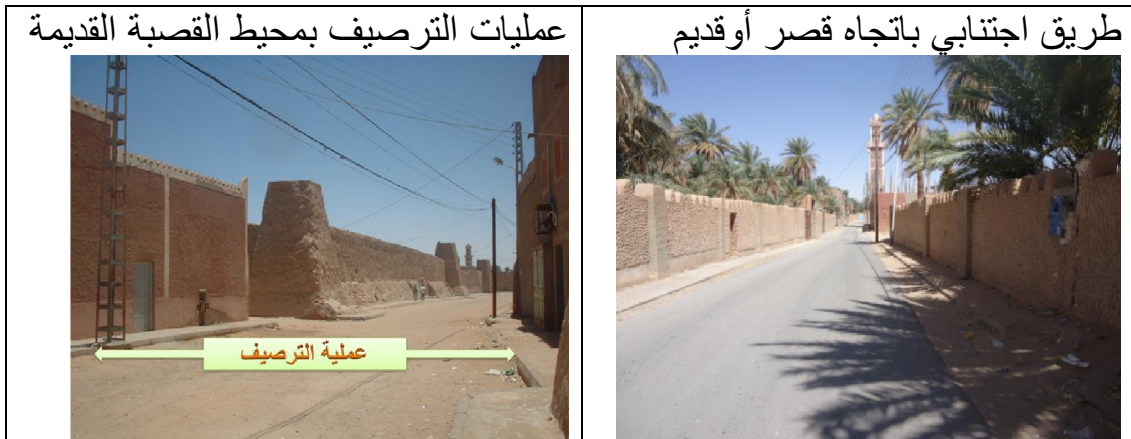 طريق اجتنابي باتجاه قصر أوقديم
عمليات الترصيف بمحيط القصبة القديمة
عملية الترصيف